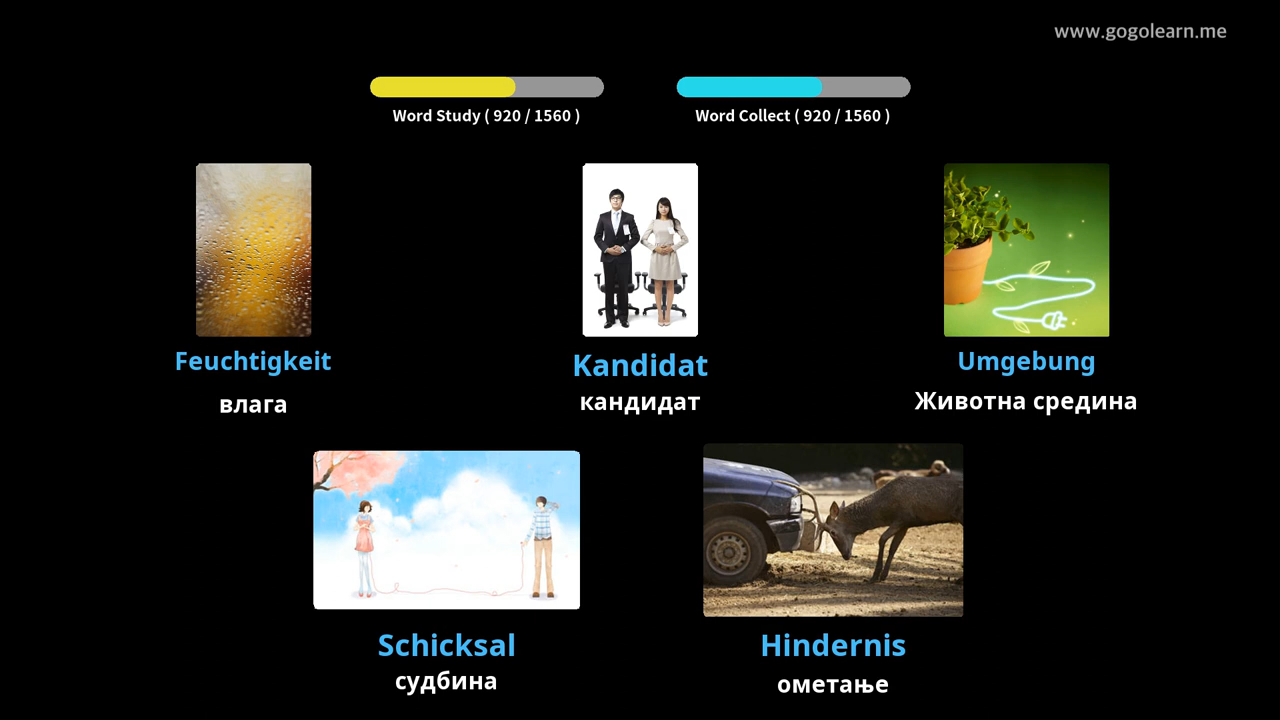 www.gogolearn.me
Word Study ( 920 / 1560 )
Word Collect ( 920 / 1560 )
Feuchtigkeit
влага
Kandidat
кандидат
Umgebung
Животна средина
Schicksal
судбина
Hindernis
ометање